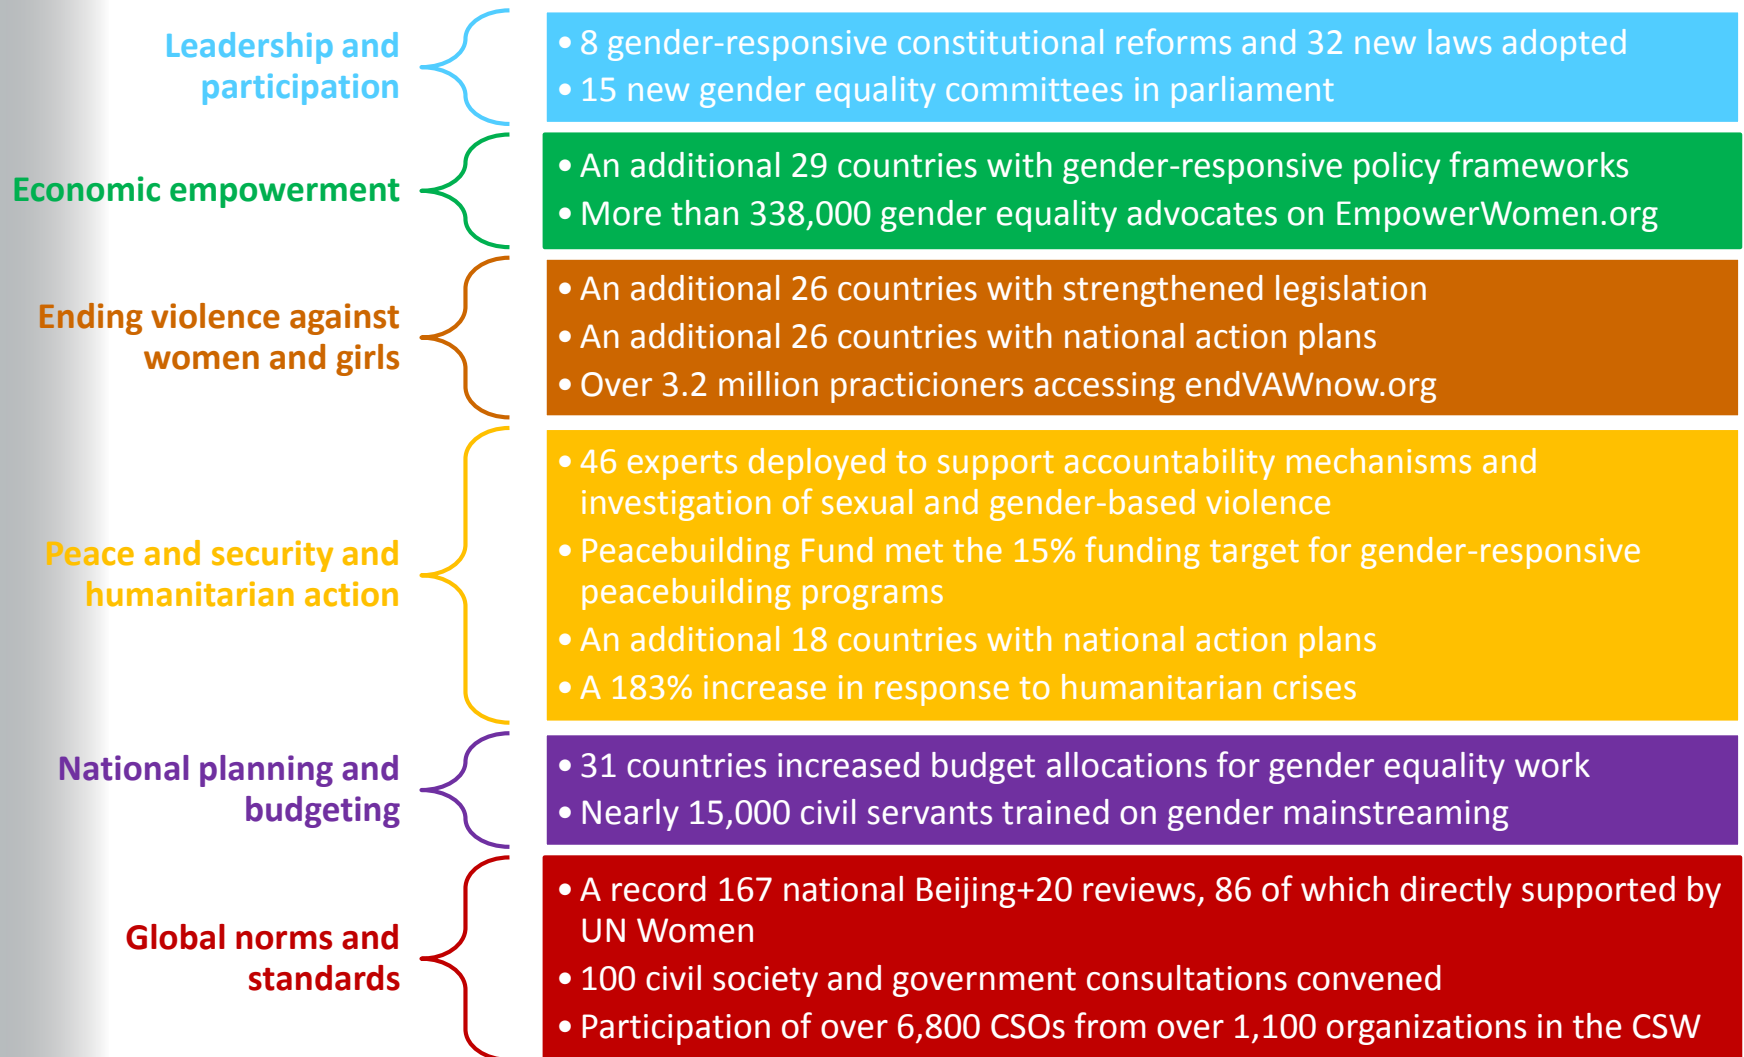 Leadership and
participation
• 8 gender-responsive constitutional reforms and 32 new laws adopted
• 15 new gender equality committees in parliament
Economic empowerment
• An additional 29 countries with gender-responsive policy frameworks
• More than 338,000 gender equality advocates on EmpowerWomen.org
Ending violence against
women and girls
• An additional 26 countries with strengthened legislation
• An additional 26 countries with national action plans
• Over 3.2 million practicioners accessing endVAWnow.org
Peace and security and
humanitarian action
• 46 experts deployed to support accountability mechanisms and
investigation of sexual and gender-based violence
• Peacebuilding Fund met the 15% funding target for gender-responsive
peacebuilding programs
• An additional 18 countries with national action plans
• A 183% increase in response to humanitarian crises
National planning and
budgeting
• 31 countries increased budget allocations for gender equality work
• Nearly 15,000 civil servants trained on gender mainstreaming
Global norms and
standards
• A record 167 national Beijing+20 reviews, 86 of which directly supported by
UN Women
• 100 civil society and government consultations convened
• Participation of over 6,800 CSOs from over 1,100 organizations in the CSW